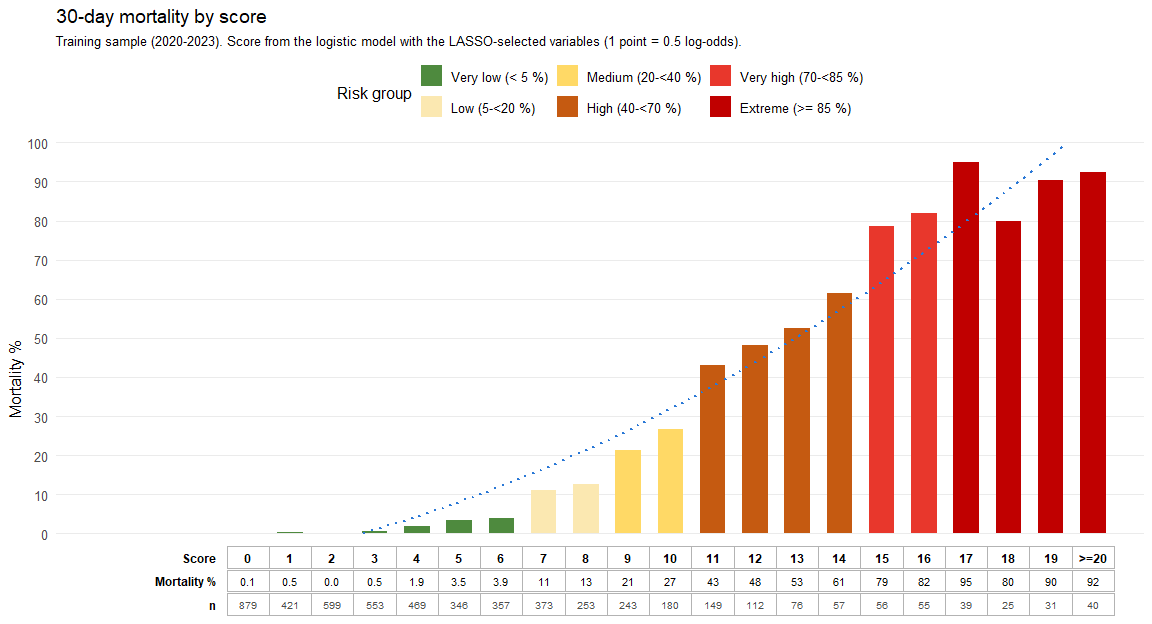 30-day mortality by score
Training sample (2020-2023). Score from the logistic model with the LASSO-selected variables (1 point = 0.5 log-odds).
Risk group
Very low (< 5 %) Medium (20-<40 %) Very high (70-<85 %)
Low (5-<20 %) High (40-<70 %) Extreme (>= 85 %)
Mortality %
100
90
80
70
60
50
40
30
20
10
0
Score 0 1 2 3 4 5 6 7 8 9 10 11 12 13 14 15 16 17 18 19 >=20
Mortality % 0.1 0.5 0.0 0.5 1.9 3.5 3.9 11 13 21 27 43 48 53 61 79 82 95 80 90 92
n 879 421 599 553 469 346 357 373 253 243 180 149 112 76 57 56 55 39 25 31 40